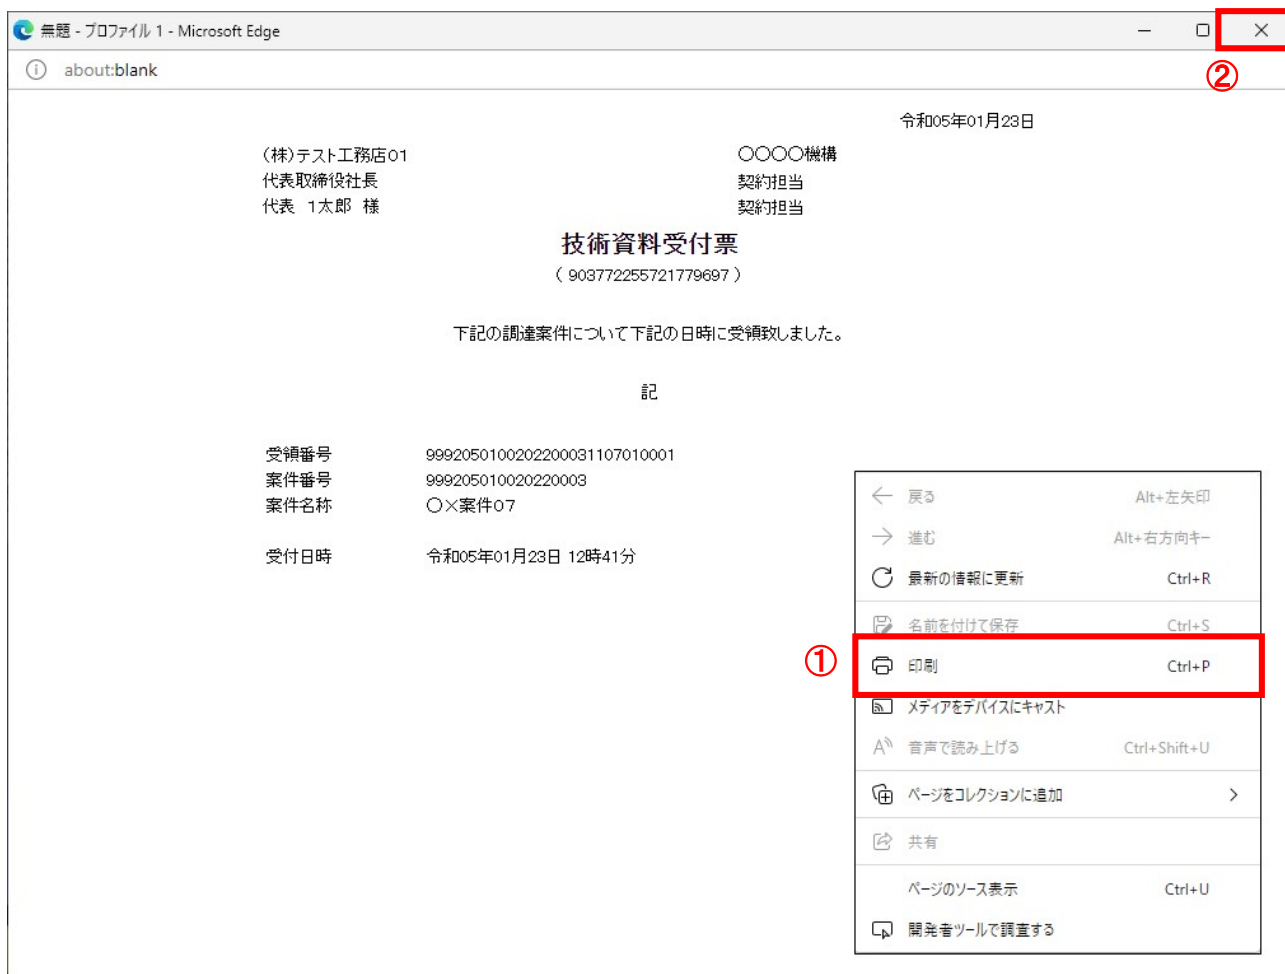 無題 - プロファイル 1 - Microsoft Edge
②
about:blank
令和05年01月23日
(株)テスト工務店01 〇〇〇〇機構
代表取締役社長 契約担当
代表 1太郎 様 契約担当
技術資料受付票
( 903772255721779697 )
下記の調達案件について下記の日時に受領致しました。
記
受領番号 9992050100202200031107010001
案件番号 999205010020220003
案件名称 〇×案件07
受付日時 令和05年01月23日 12時41分
戻る Alt+左矢印
進む Alt+右方向キー
最新の情報に更新 Ctrl+R
名前を付けて保存 Ctrl+S
① 印刷 Ctrl+P
メディアをデバイスにキャスト
音声で読み上げる Ctrl+Shift+U
ページをコレクションに追加
共有
ページのソース表示 Ctrl+U
開発者ツールで調査する